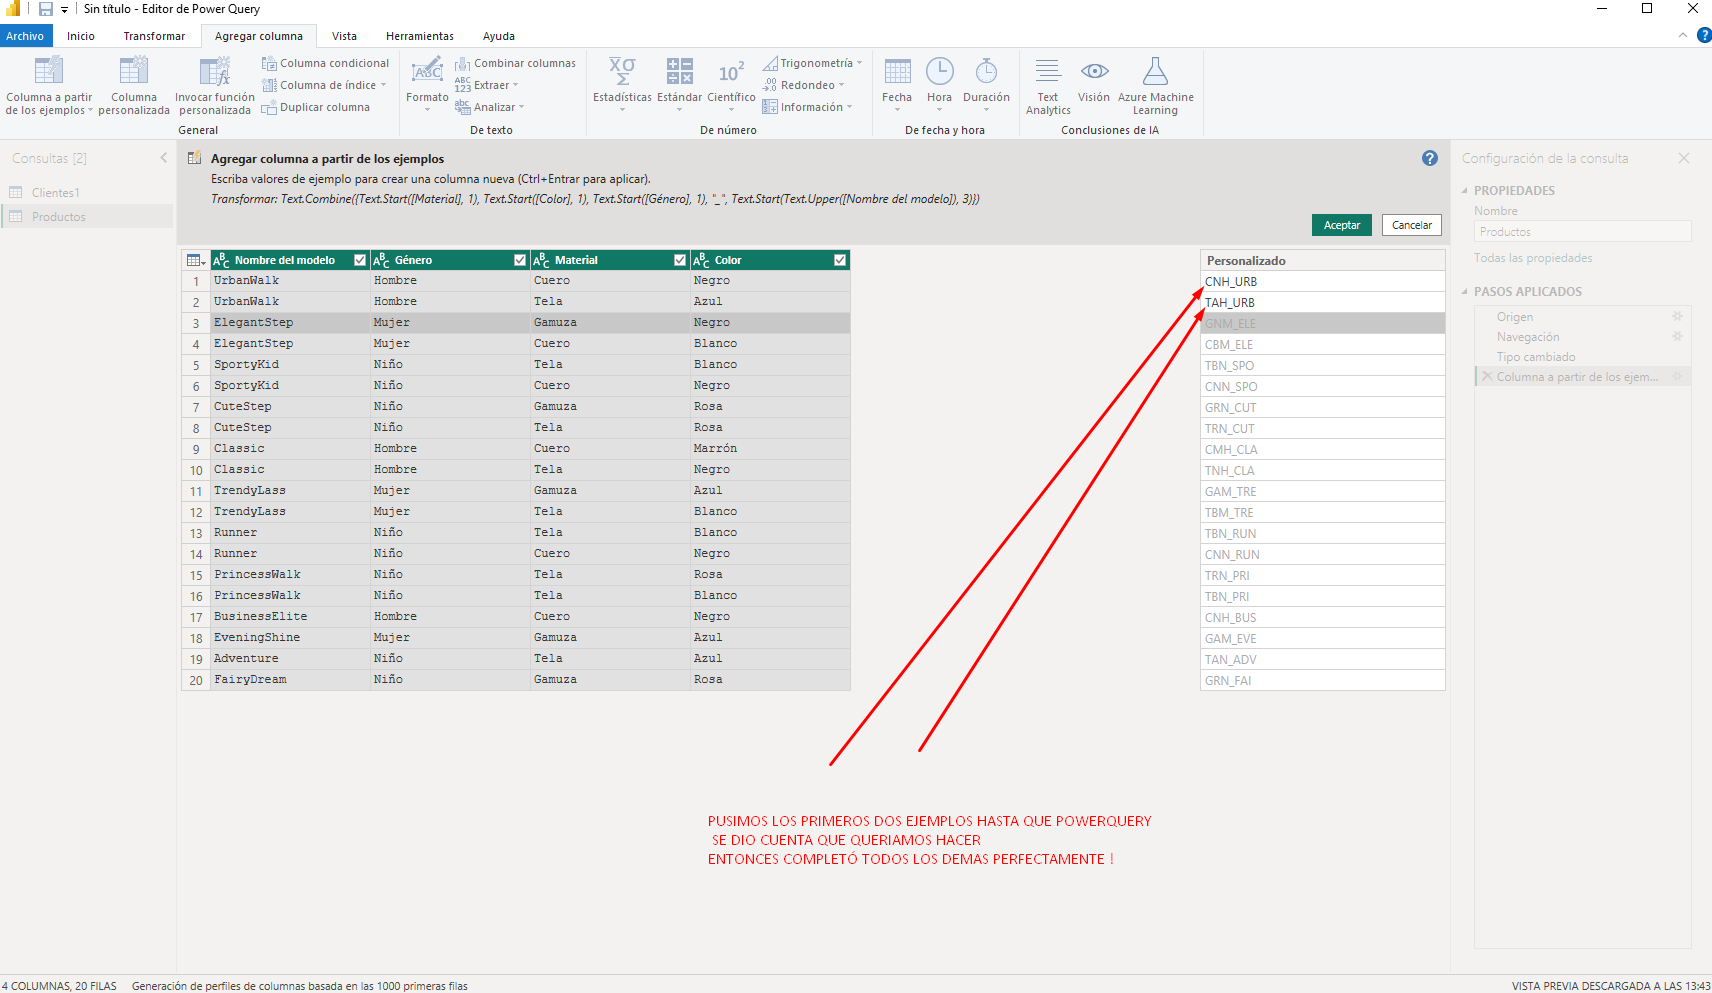 Sin título - Editor de Power Query
Archivo Inicio Transformar Agregar columna Vista Herramientas Ayuda
Columna a partir de los ejemplos
Columna personalizada
Invocar función personalizada
Columna condicional
Columna de índice
Duplicar columna
General
Formato
Combinar columnas
Extraer
Analizar
De texto
Estadísticas
Estándar
Científico
Trigonometría
Redondeo
Información
De número
Fecha
Hora
Duración
De fecha y hora
Text Analytics
Visión
Azure Machine Learning
Conclusiones de IA
Consultas [2]
Clientes1
Productos
Agregar columna a partir de los ejemplos
Escriba valores de ejemplo para crear una columna nueva (Ctrl+Entrar para aplicar).
Transformar: Text.Combine({Text.Start([Material], 1), Text.Start([Color], 1), Text.Start([Género], 1), "_", Text.Start(Text.Upper([Nombre del modelo]), 3)})
Aceptar Cancelar
Nombre del modelo Género Material Color Personalizado
1 UrbanWalk Hombre Cuero Negro CNH_URB
2 UrbanWalk Hombre Tela Azul TAH_URB
3 ElegantStep Mujer Gamuza Negro GNM_ELE
4 ElegantStep Mujer Cuero Blanco CBM_ELE
5 SportyKid Niño Tela Blanco TBN_SPO
6 SportyKid Niño Cuero Negro CNN_SPO
7 CuteStep Niño Gamuza Rosa GRN_CUT
8 CuteStep Niño Tela Rosa TRN_CUT
9 Classic Hombre Cuero Marrón CMH_CLA
10 Classic Hombre Tela Negro TNH_CLA
11 TrendyLass Mujer Gamuza Azul GAM_TRE
12 TrendyLass Mujer Tela Blanco TBM_TRE
13 Runner Niño Tela Blanco TBN_RUN
14 Runner Niño Cuero Negro CNN_RUN
15 PrincessWalk Niño Tela Rosa TRN_PRI
16 PrincessWalk Niño Tela Blanco TBN_PRI
17 BusinessElite Hombre Cuero Negro CNH_BUS
18 EveningShine Mujer Gamuza Azul GAM_EVE
19 Adventure Niño Tela Azul TAN_ADV
20 FairyDream Niño Gamuza Rosa GRN_FAI
PUSIMOS LOS PRIMEROS DOS EJEMPLOS HASTA QUE POWERQUERY
SE DIO CUENTA QUE QUERIAMOS HACER
ENTONCES COMPLETÓ TODOS LOS DEMAS PERFECTAMENTE !
Configuración de la consulta
PROPIEDADES
Nombre
Productos
Todas las propiedades
PASOS APLICADOS
Origen
Navegación
Tipo cambiado
Columna a partir de los ejem...
4 COLUMNAS, 20 FILAS Generación de perfiles de columnas basada en las 1000 primeras filas
VISTA PREVIA DESCARGADA A LAS 13:43